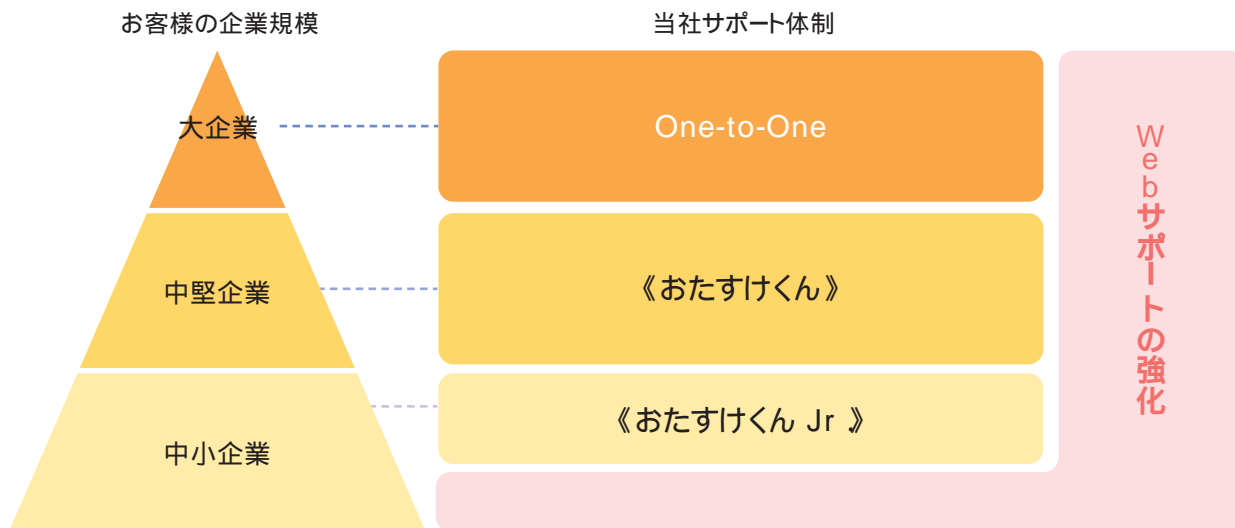 お客様の企業規模
当社サポート体制
大企業
One-to-One
中堅企業
《おたすけくん》
中小企業
《おたすけくん Jr.》
Webサポートの強化